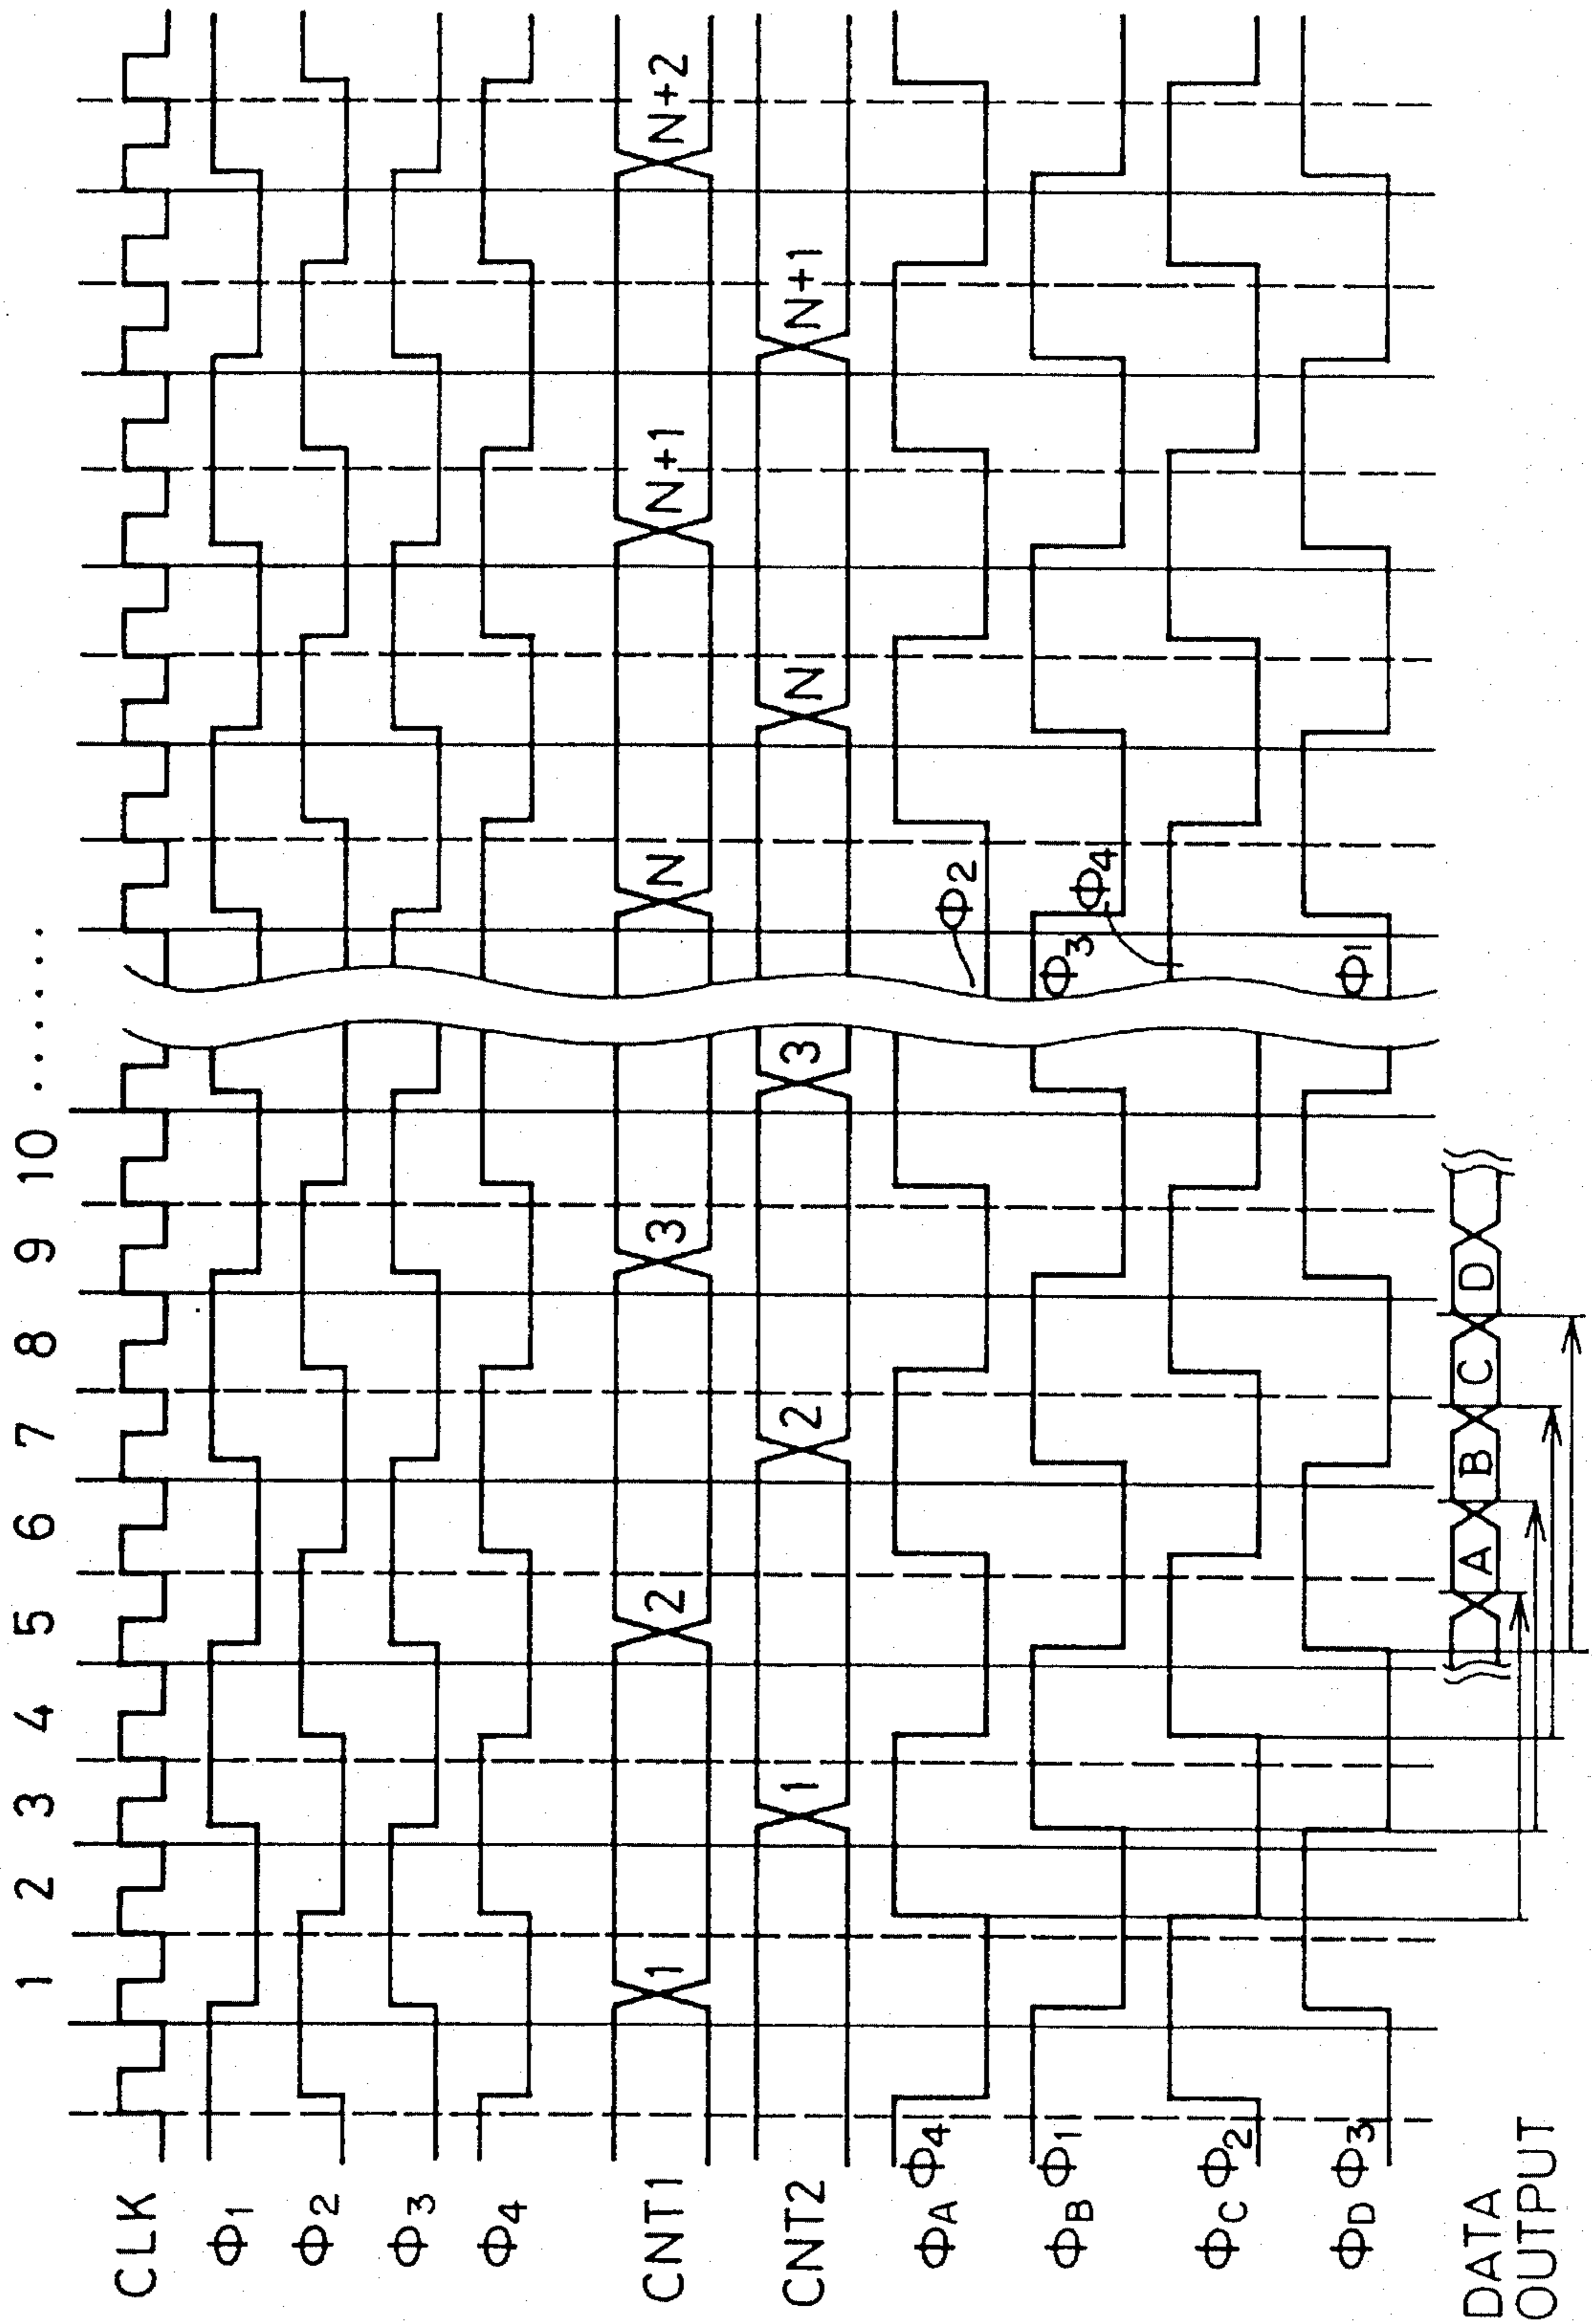 1 2 3 4 5 6 7 8 9 10 ......
CLK
Φ1
Φ2
Φ3
Φ4
CNT1 1 2 3 N N+1 N+2
CNT2 1 2 3 N N+1
ΦA Φ4 Φ2
ΦB Φ1 Φ3
ΦC Φ2 Φ4
ΦD Φ3 Φ1
DATA
OUTPUT
A B C D